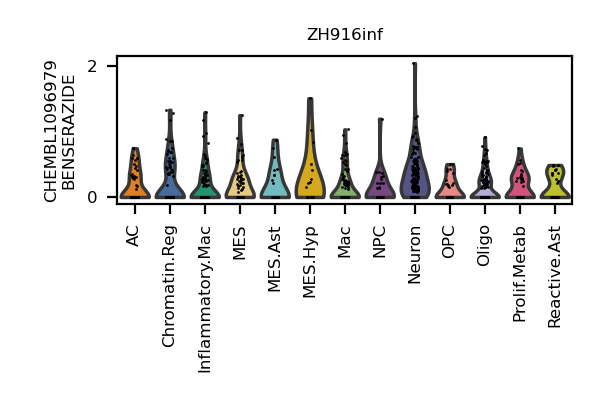 ZH916inf
CHEMBL1096979
BENSERAZIDE
2
0
AC
Chromatin.Reg
Inflammatory.Mac
MES
MES.Ast
MES.Hyp
Mac
NPC
Neuron
OPC
Oligo
Prolif.Metab
Reactive.Ast